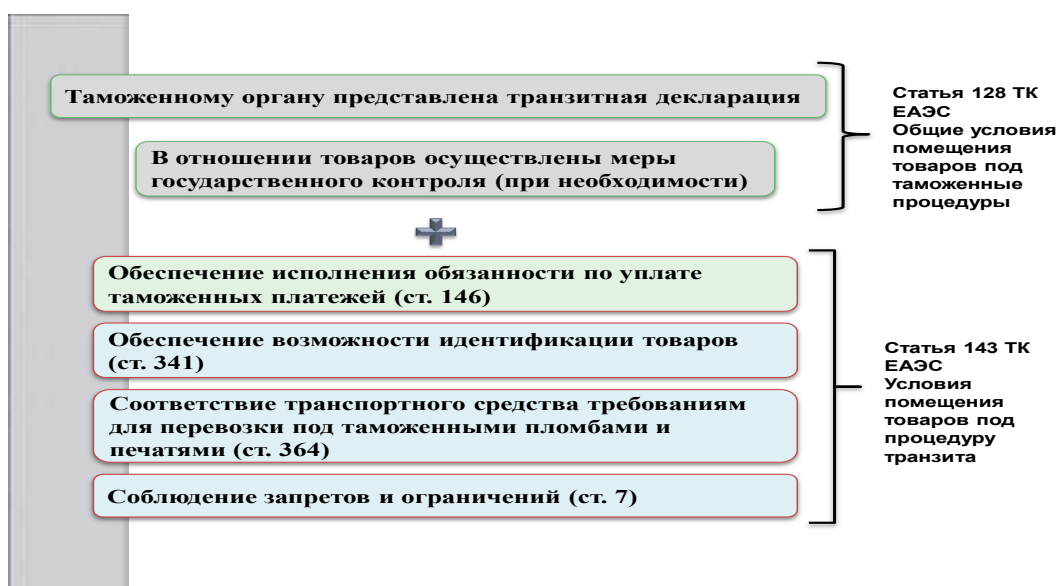 Таможенному органу представлена транзитная декларация
В отношении товаров осуществлены меры
государственного контроля (при необходимости)
Статья 128 ТК
ЕАЭС
Общие условия
помещения
товаров под
таможенные
процедуры
Обеспечение исполнения обязанности по уплате
таможенных платежей (ст. 146)
Обеспечение возможности идентификации товаров
(ст. 341)
Соответствие транспортного средства требованиям
для перевозки под таможенными пломбами и
печатями (ст. 364)
Соблюдение запретов и ограничений (ст. 7)
Статья 143 ТК
ЕАЭС
Условия
помещения
товаров под
процедуру
транзита